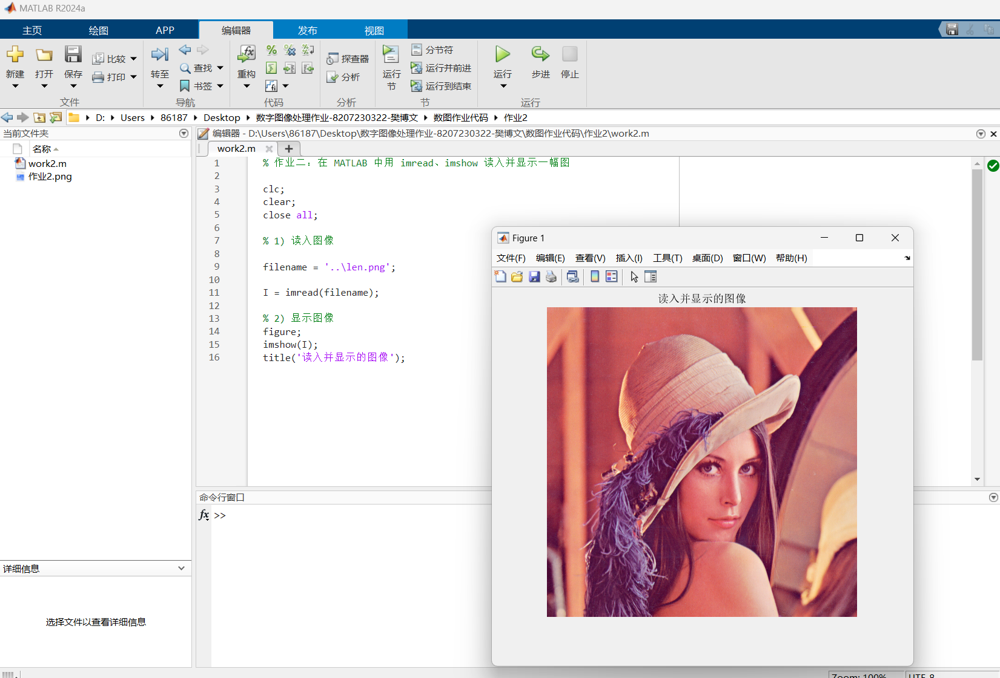 MATLAB R2024a
主页 绘图 APP 编辑器 发布 视图
新建 打开 保存 比较 打印
文件
转至 查找 书签
导航
重构
代码
探查器
分析
分析
运行节 分节符
运行并前进
运行到结束
节
运行 步进 停止
运行
D: Users 86187 Desktop 数字图像处理作业-8207230322-樊博文 数图作业代码 作业2
当前文件夹
名称
work2.m
作业2.png
详细信息
选择文件以查看详细信息
编辑器 - D:\Users\86187\Desktop\数字图像处理作业-8207230322-樊博文\数图作业代码\作业2\work2.m
work2.m
1 % 作业二：在 MATLAB 中用 imread、imshow 读入并显示一幅图
2
3 clc;
4 clear;
5 close all;
6
7 % 1) 读入图像
8
9 filename = '..\len.png';
10
11 I = imread(filename);
12
13 % 2) 显示图像
14 figure;
15 imshow(I);
16 title('读入并显示的图像');
命令行窗口
fx >>
Figure 1
文件(F) 编辑(E) 查看(V) 插入(I) 工具(T) 桌面(D) 窗口(W) 帮助(H)
读入并显示的图像
Zoom: 100% UTF-8